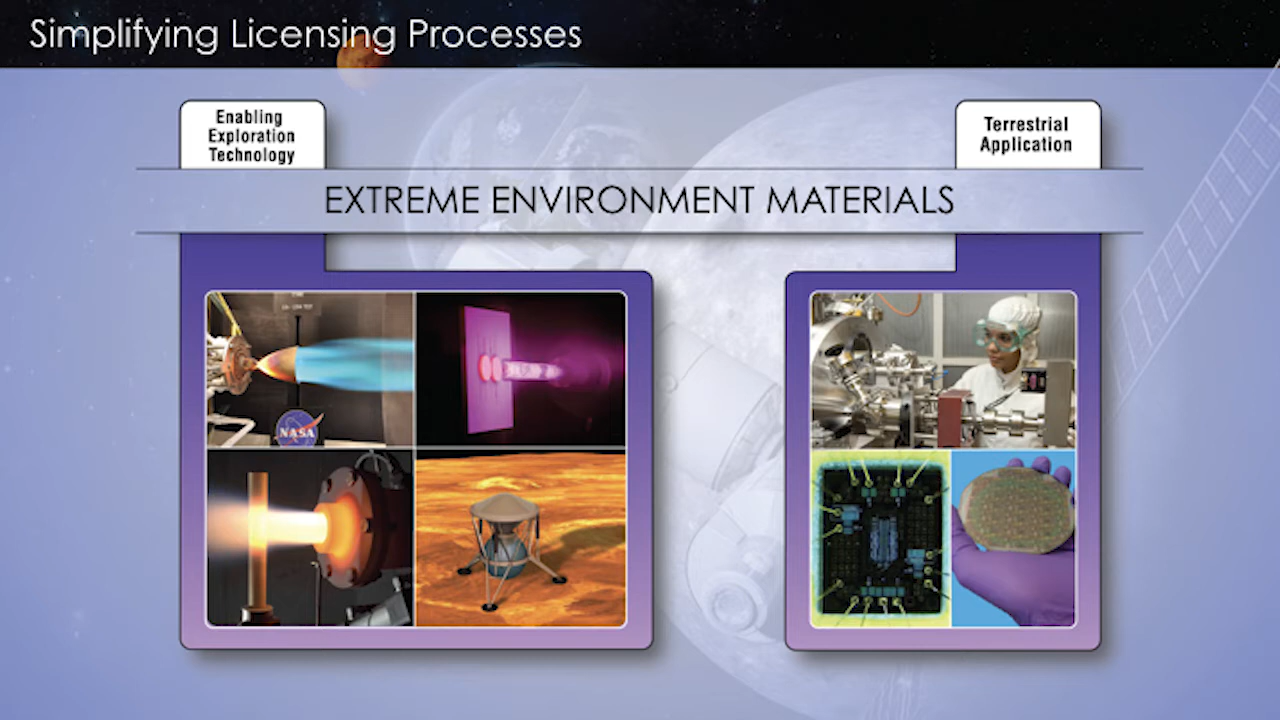 Simplifying Licensing Processes
Enabling
Exploration
Technology
Terrestrial
Application
EXTREME ENVIRONMENT MATERIALS
NASA